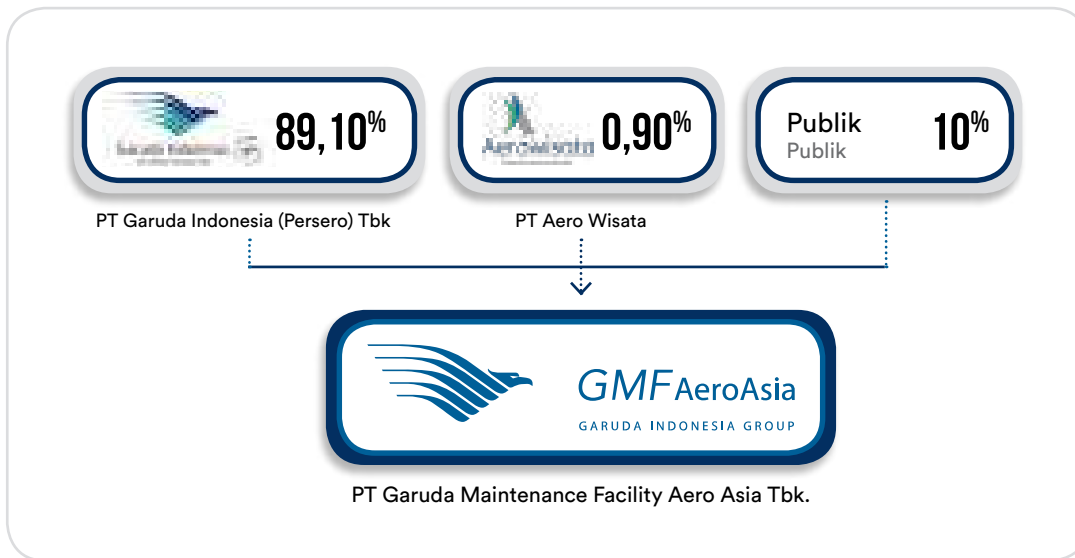 89,10%
Aerowisata
0,90%
Publik
Publik
10%
PT Garuda Indonesia (Persero) Tbk
PT Aero Wisata
GMF AeroAsia
GARUDA INDONESIA GROUP
PT Garuda Maintenance Facility Aero Asia Tbk.